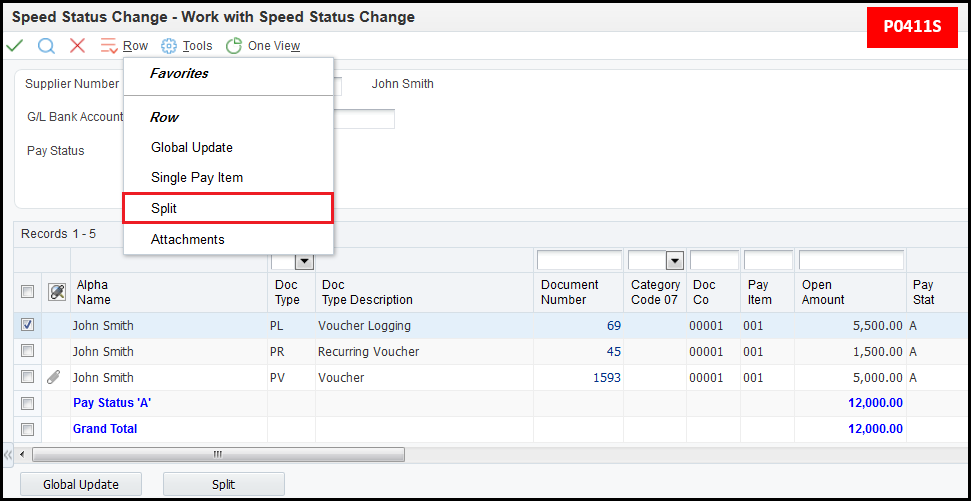 Speed Status Change - Work with Speed Status Change
P0411S
Row Tools One View
Favorites
Supplier Number John Smith
Row
G/L Bank Account
Global Update
Pay Status
Single Pay Item
Split
Attachments
Records 1 - 5
Alpha Name Doc Type Doc Type Description Document Number Category Code 07 Doc Co Pay Item Open Amount Pay Stat
John Smith PL Voucher Logging 69 00001 001 5,500.00 A
John Smith PR Recurring Voucher 45 00001 001 1,500.00 A
John Smith PV Voucher 1593 00001 001 5,000.00 A
Pay Status 'A' 12,000.00
Grand Total 12,000.00
Global Update Split